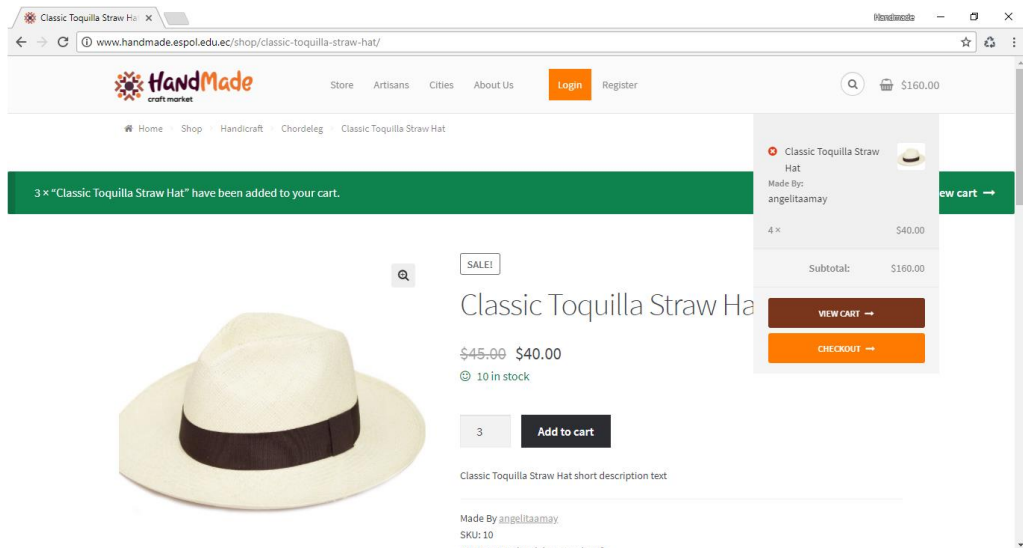 Classic Toquilla Straw Ha
Handmade
www.handmade.espol.edu.ec/shop/classic-toquilla-straw-hat/
HandMade
craft market
Store Artisans Cities About Us Login Register $160.00
Home Shop Handicraft Chordeleg Classic Toquilla Straw Hat
Classic Toquilla Straw
Hat
Made By:
angelitaamay
4 × $40.00
Subtotal: $160.00
VIEW CART →
CHECKOUT →
3 × “Classic Toquilla Straw Hat” have been added to your cart.
ew cart →
SALE!
Classic Toquilla Straw Ha
$45.00 $40.00
10 in stock
3 Add to cart
Classic Toquilla Straw Hat short description text
Made By angelitaamay
SKU: 10